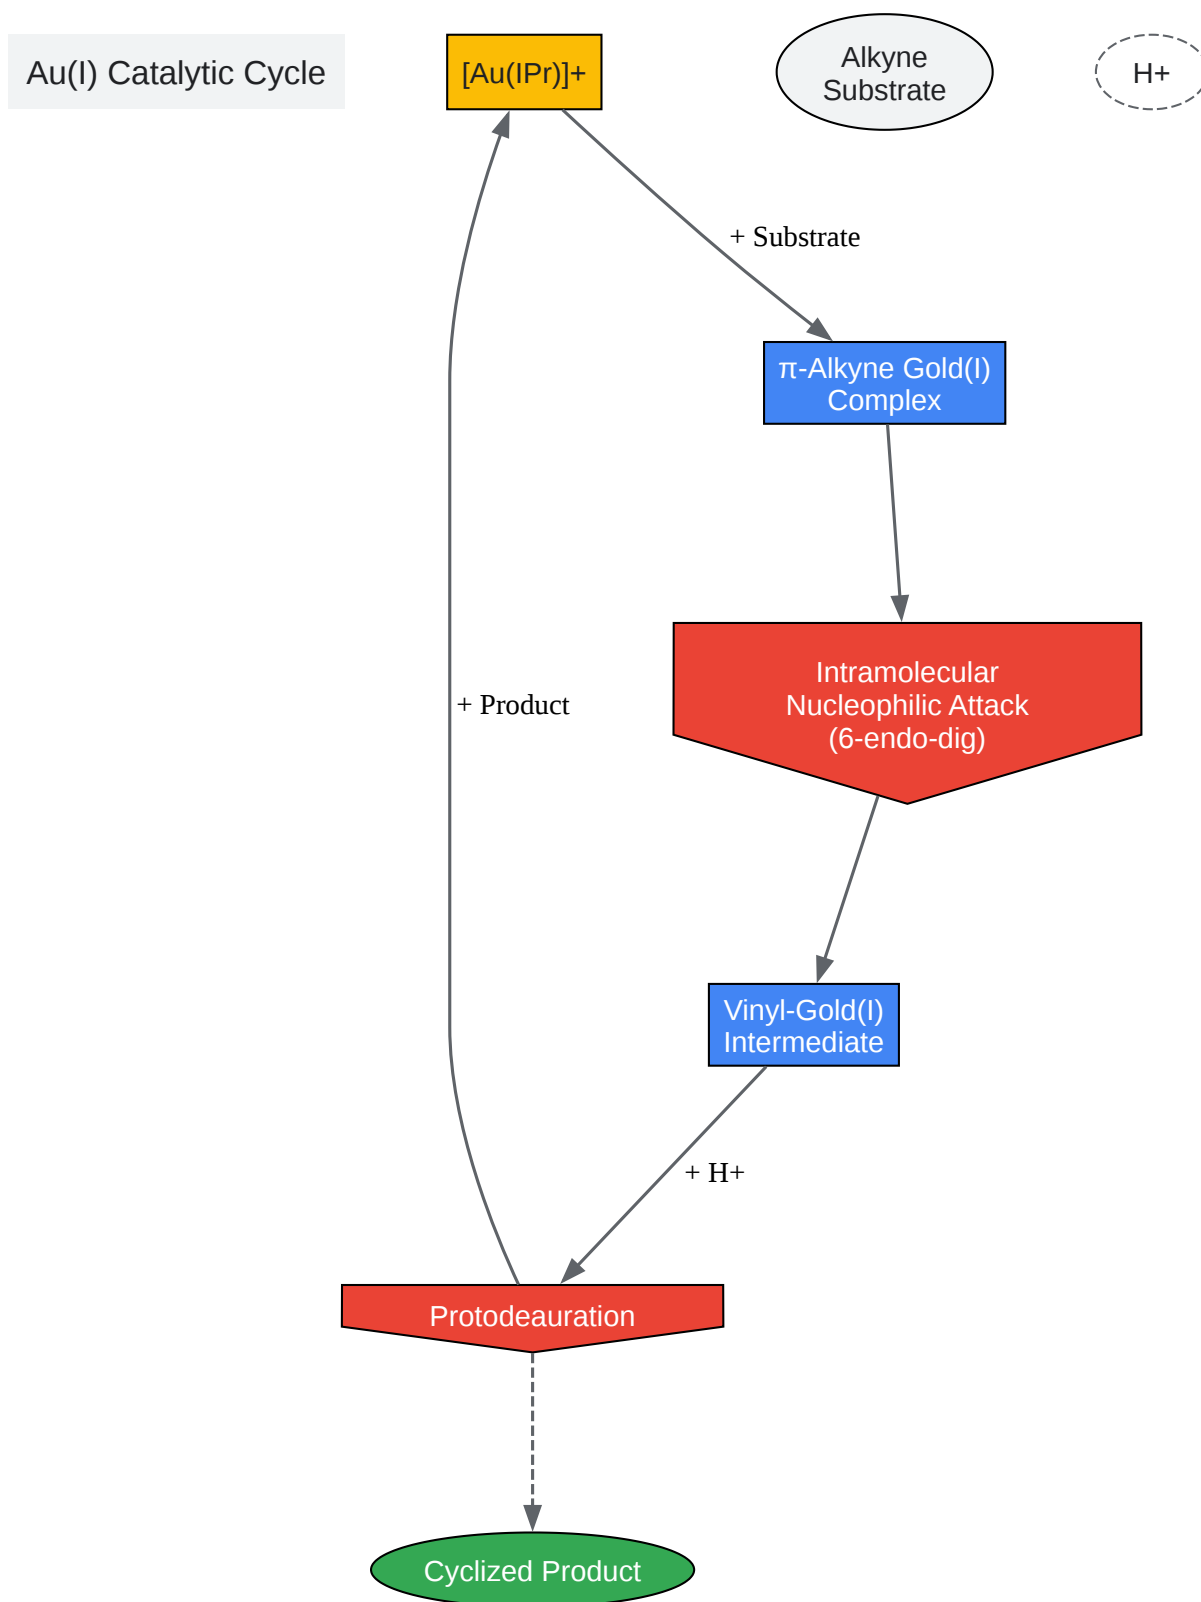 Au(I) Catalytic Cycle
[Au(IPr)]+
Alkyne
Substrate
H+
+ Substrate
π-Alkyne Gold(I)
Complex
Intramolecular
Nucleophilic Attack
(6-endo-dig)
+ Product
Vinyl-Gold(I)
Intermediate
+ H+
Protodeauration
Cyclized Product